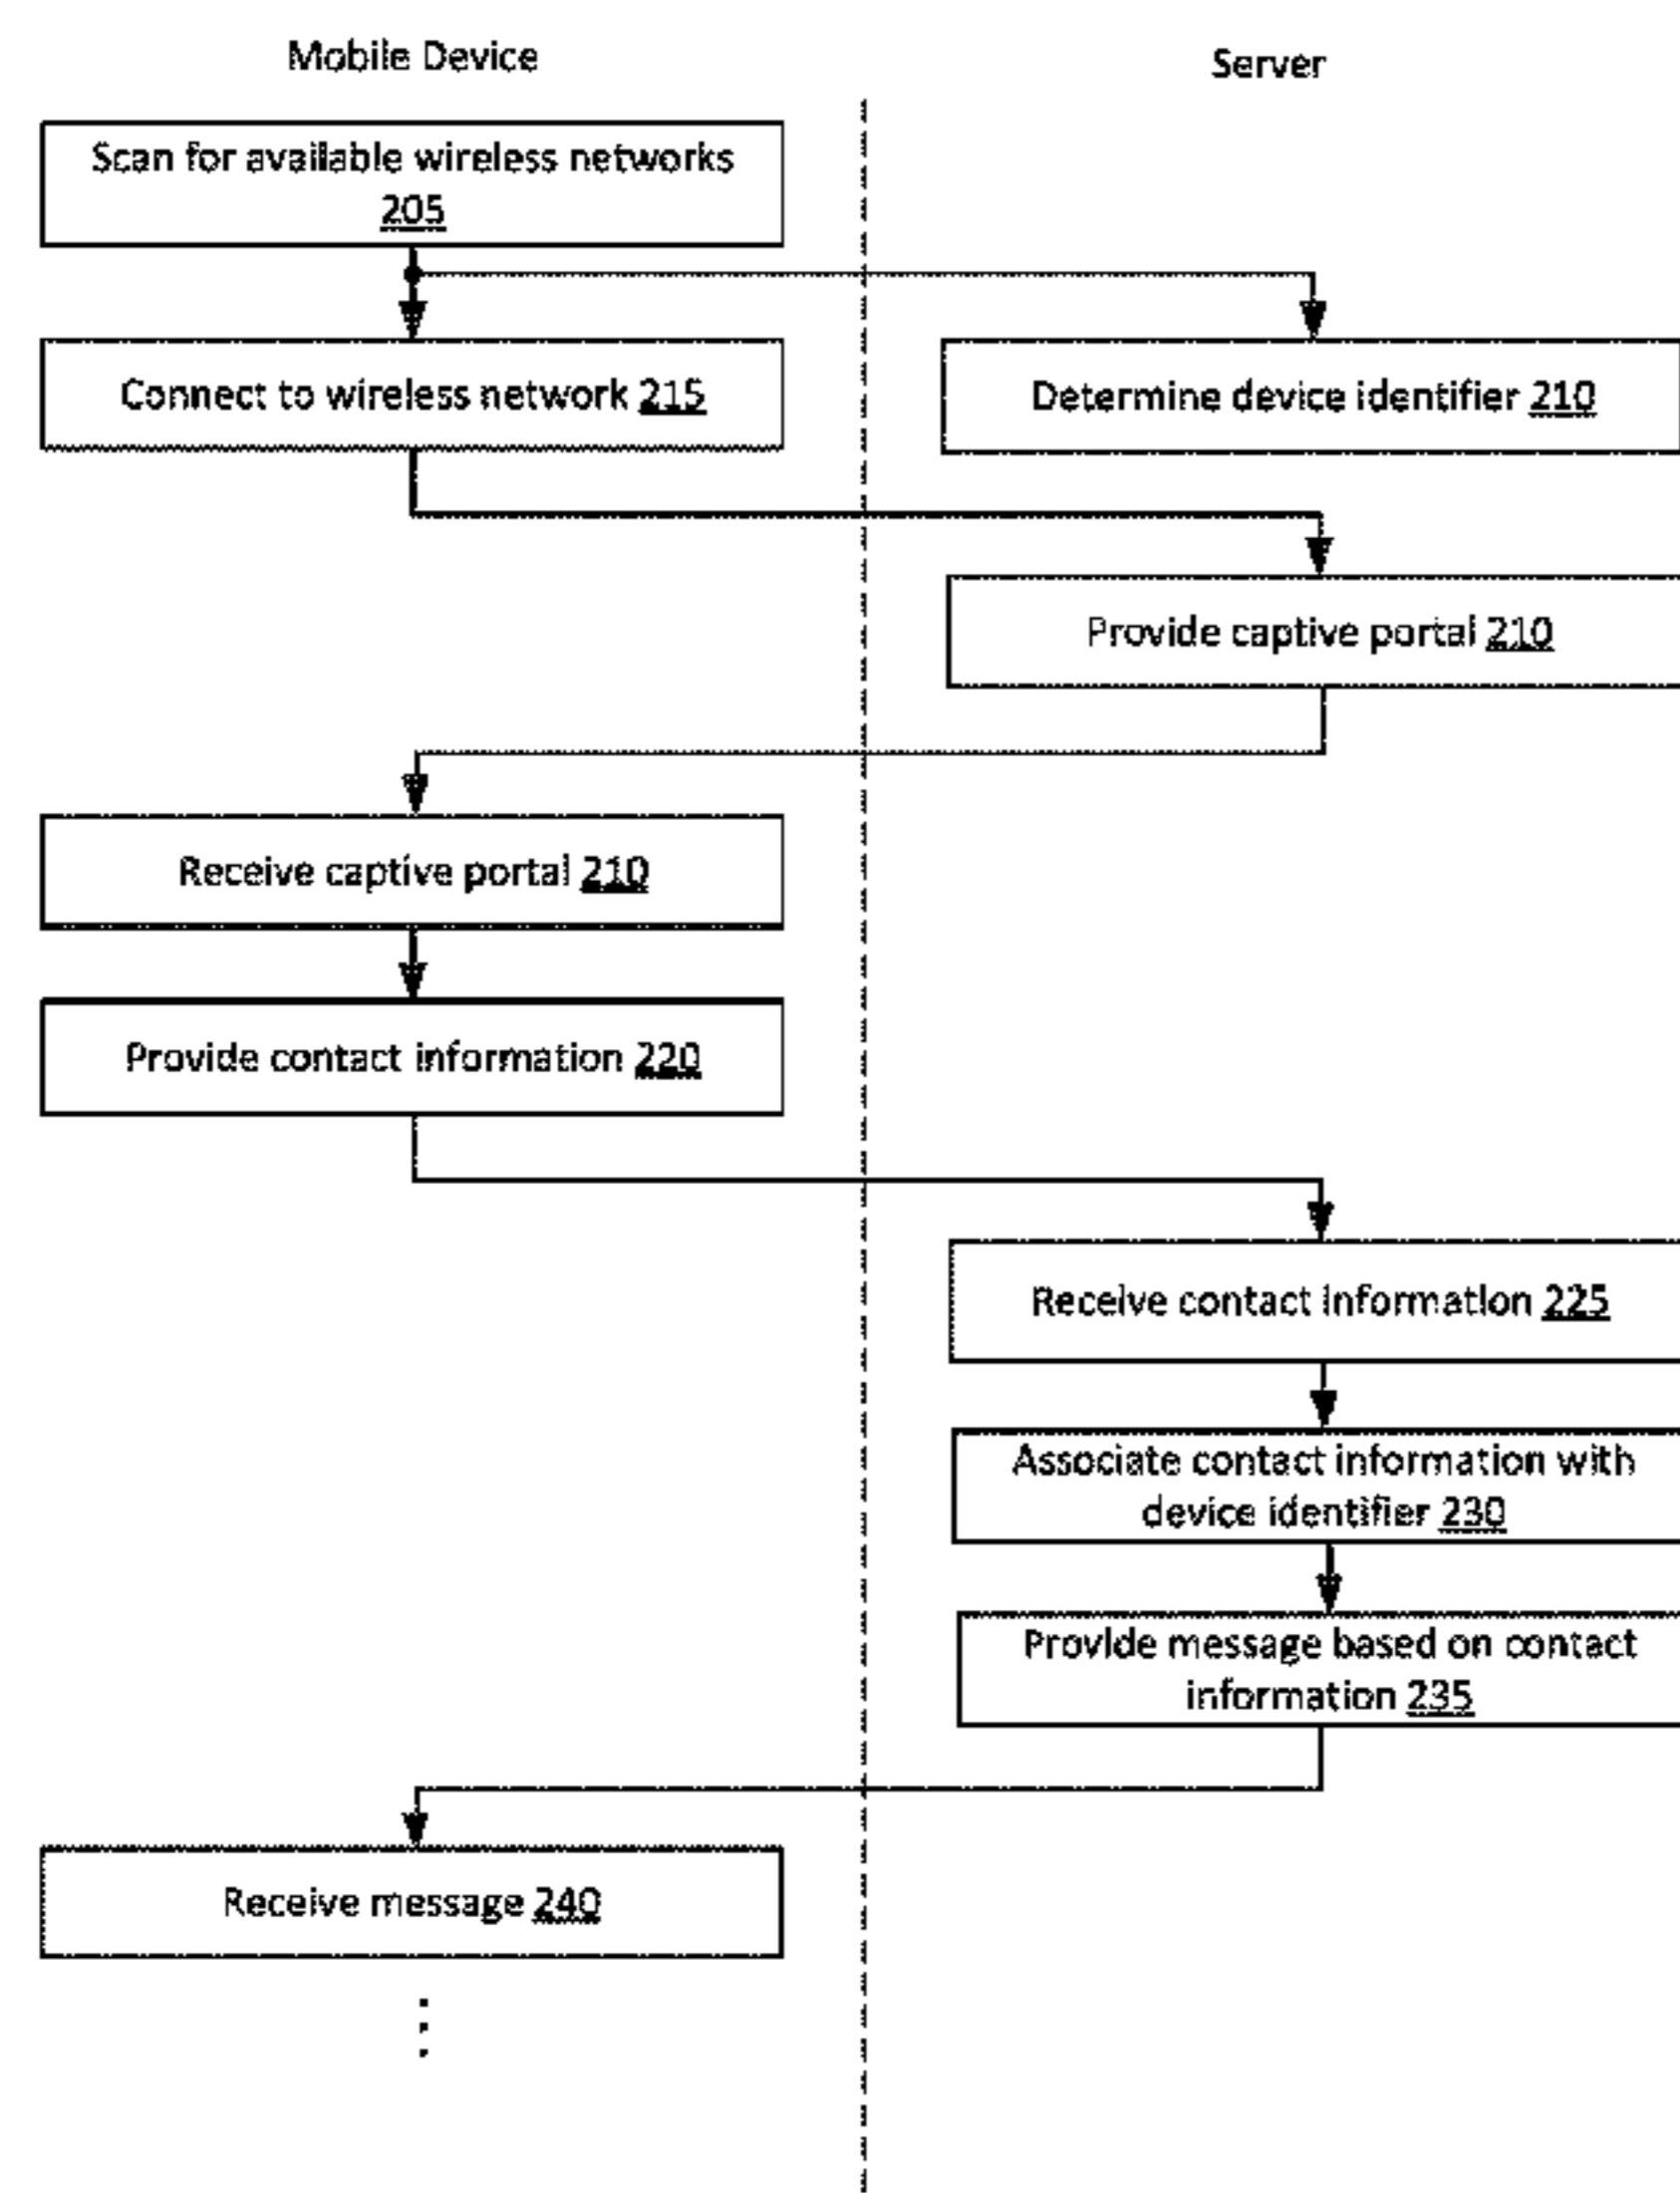 Mobile Device
Server
Scan for available wireless networks
205
Connect to wireless network 215
Determine device identifier 210
Provide captive portal 210
Receive captive portal 210
Provide contact information 220
Receive contact information 225
Associate contact information with
device identifier 230
Provide message based on contact
information 235
Receive message 240